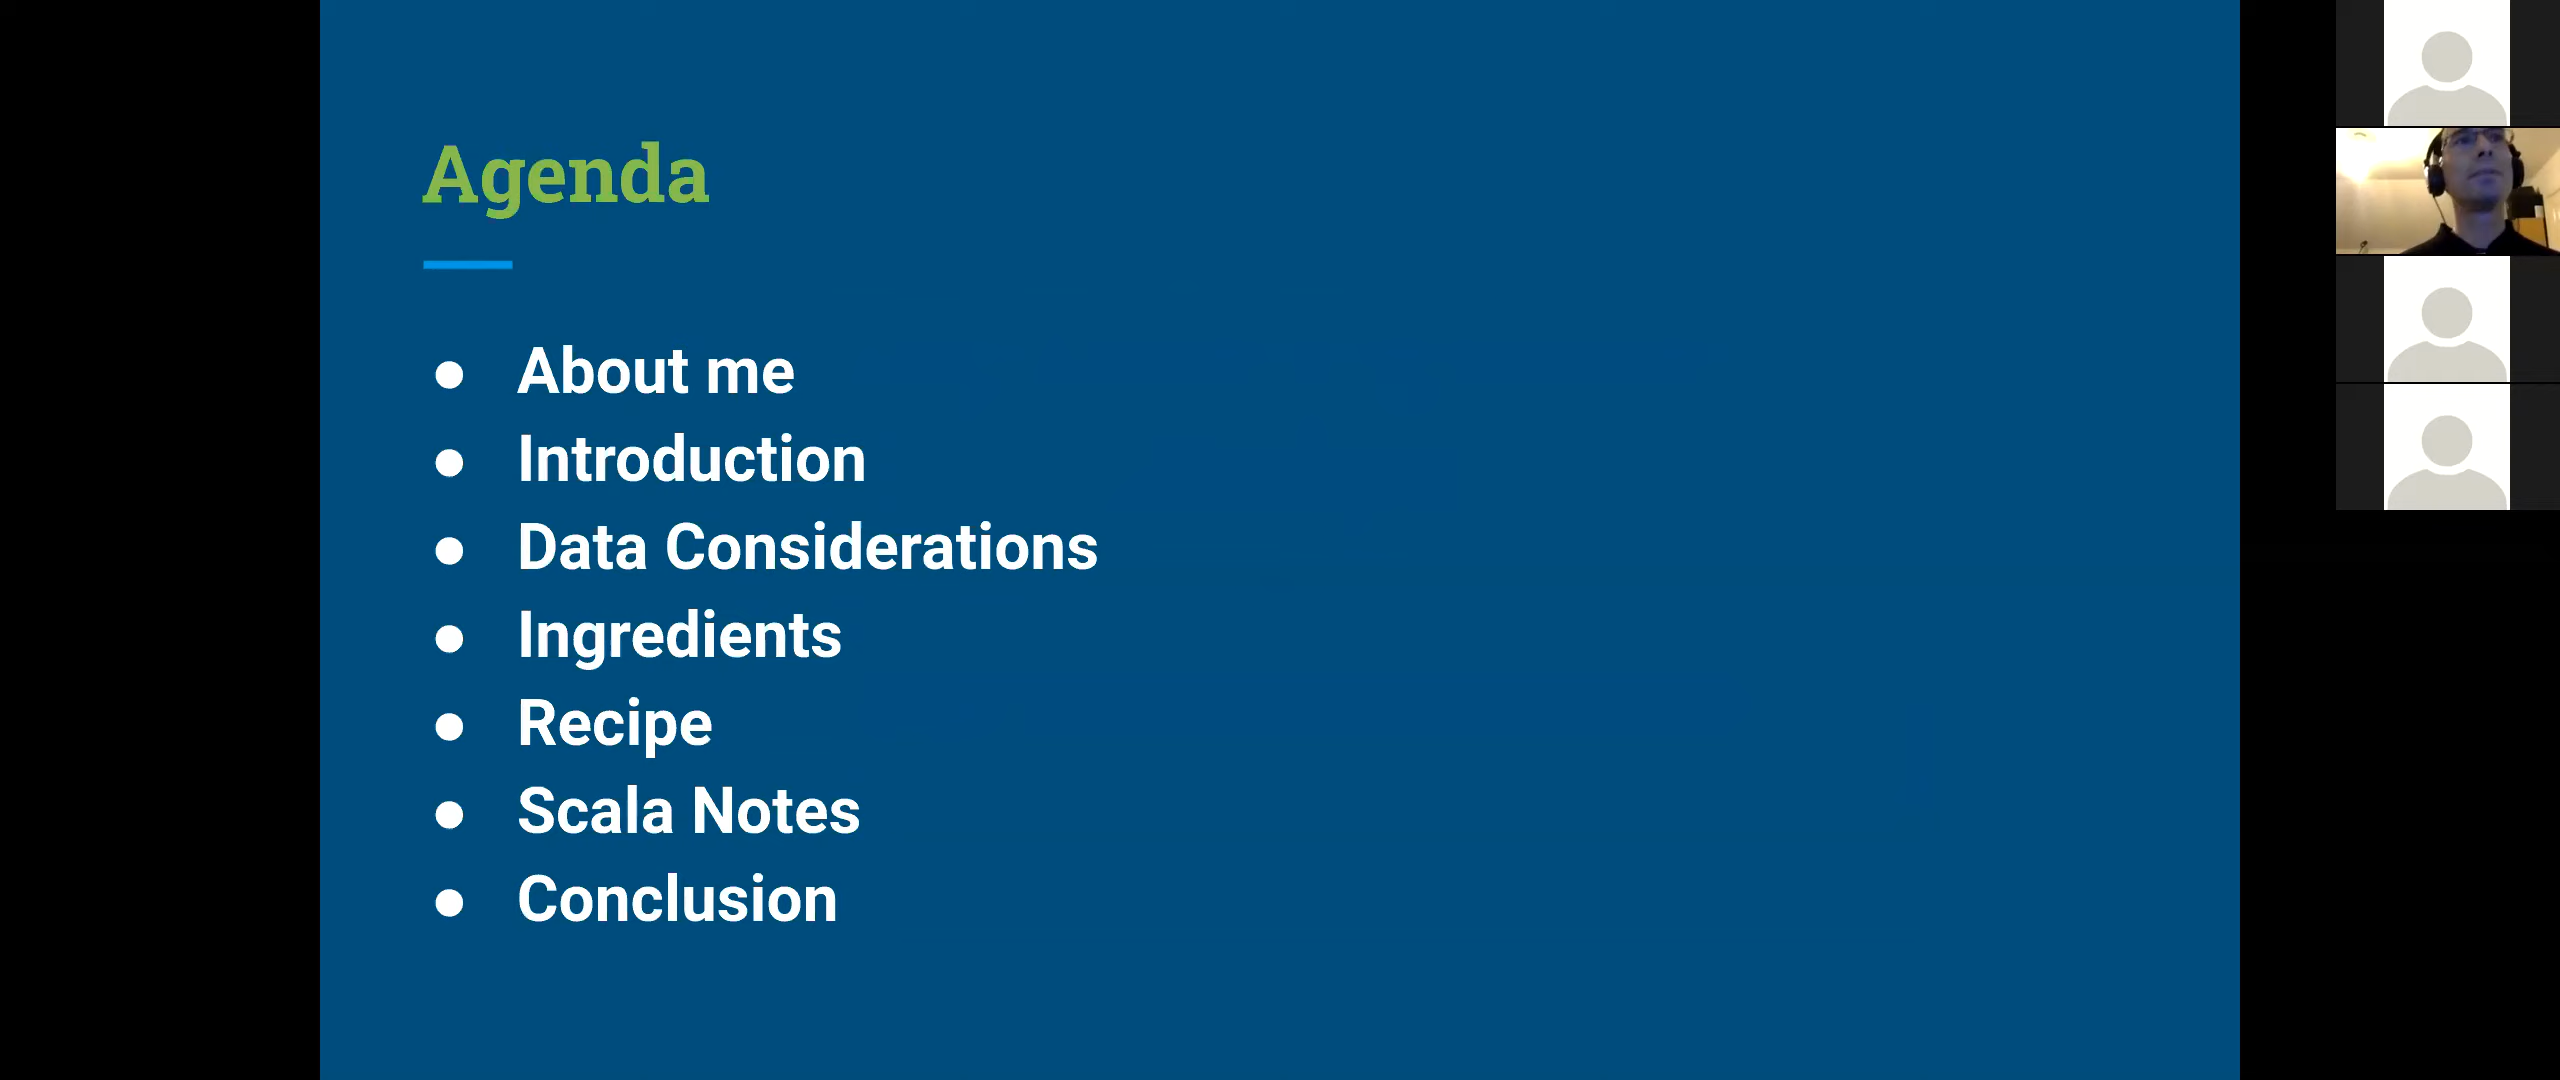 Agenda
● About me
● Introduction
● Data Considerations
● Ingredients
● Recipe
● Scala Notes
● Conclusion